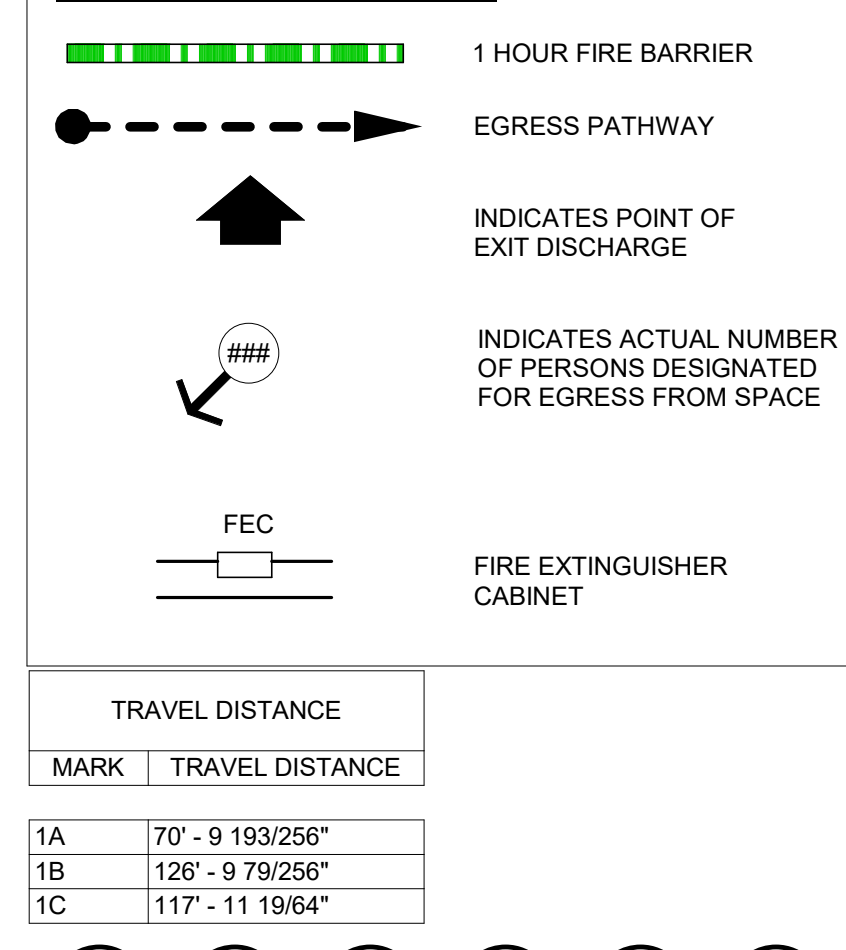 1 HOUR FIRE BARRIER
EGRESS PATHWAY
INDICATES POINT OF
EXIT DISCHARGE
###
INDICATES ACTUAL NUMBER
OF PERSONS DESIGNATED
FOR EGRESS FROM SPACE
FEC
FIRE EXTINGUISHER
CABINET
TRAVEL DISTANCE
MARK TRAVEL DISTANCE
1A 70' - 9 193/256"
1B 126' - 9 79/256"
1C 117' - 11 19/64"